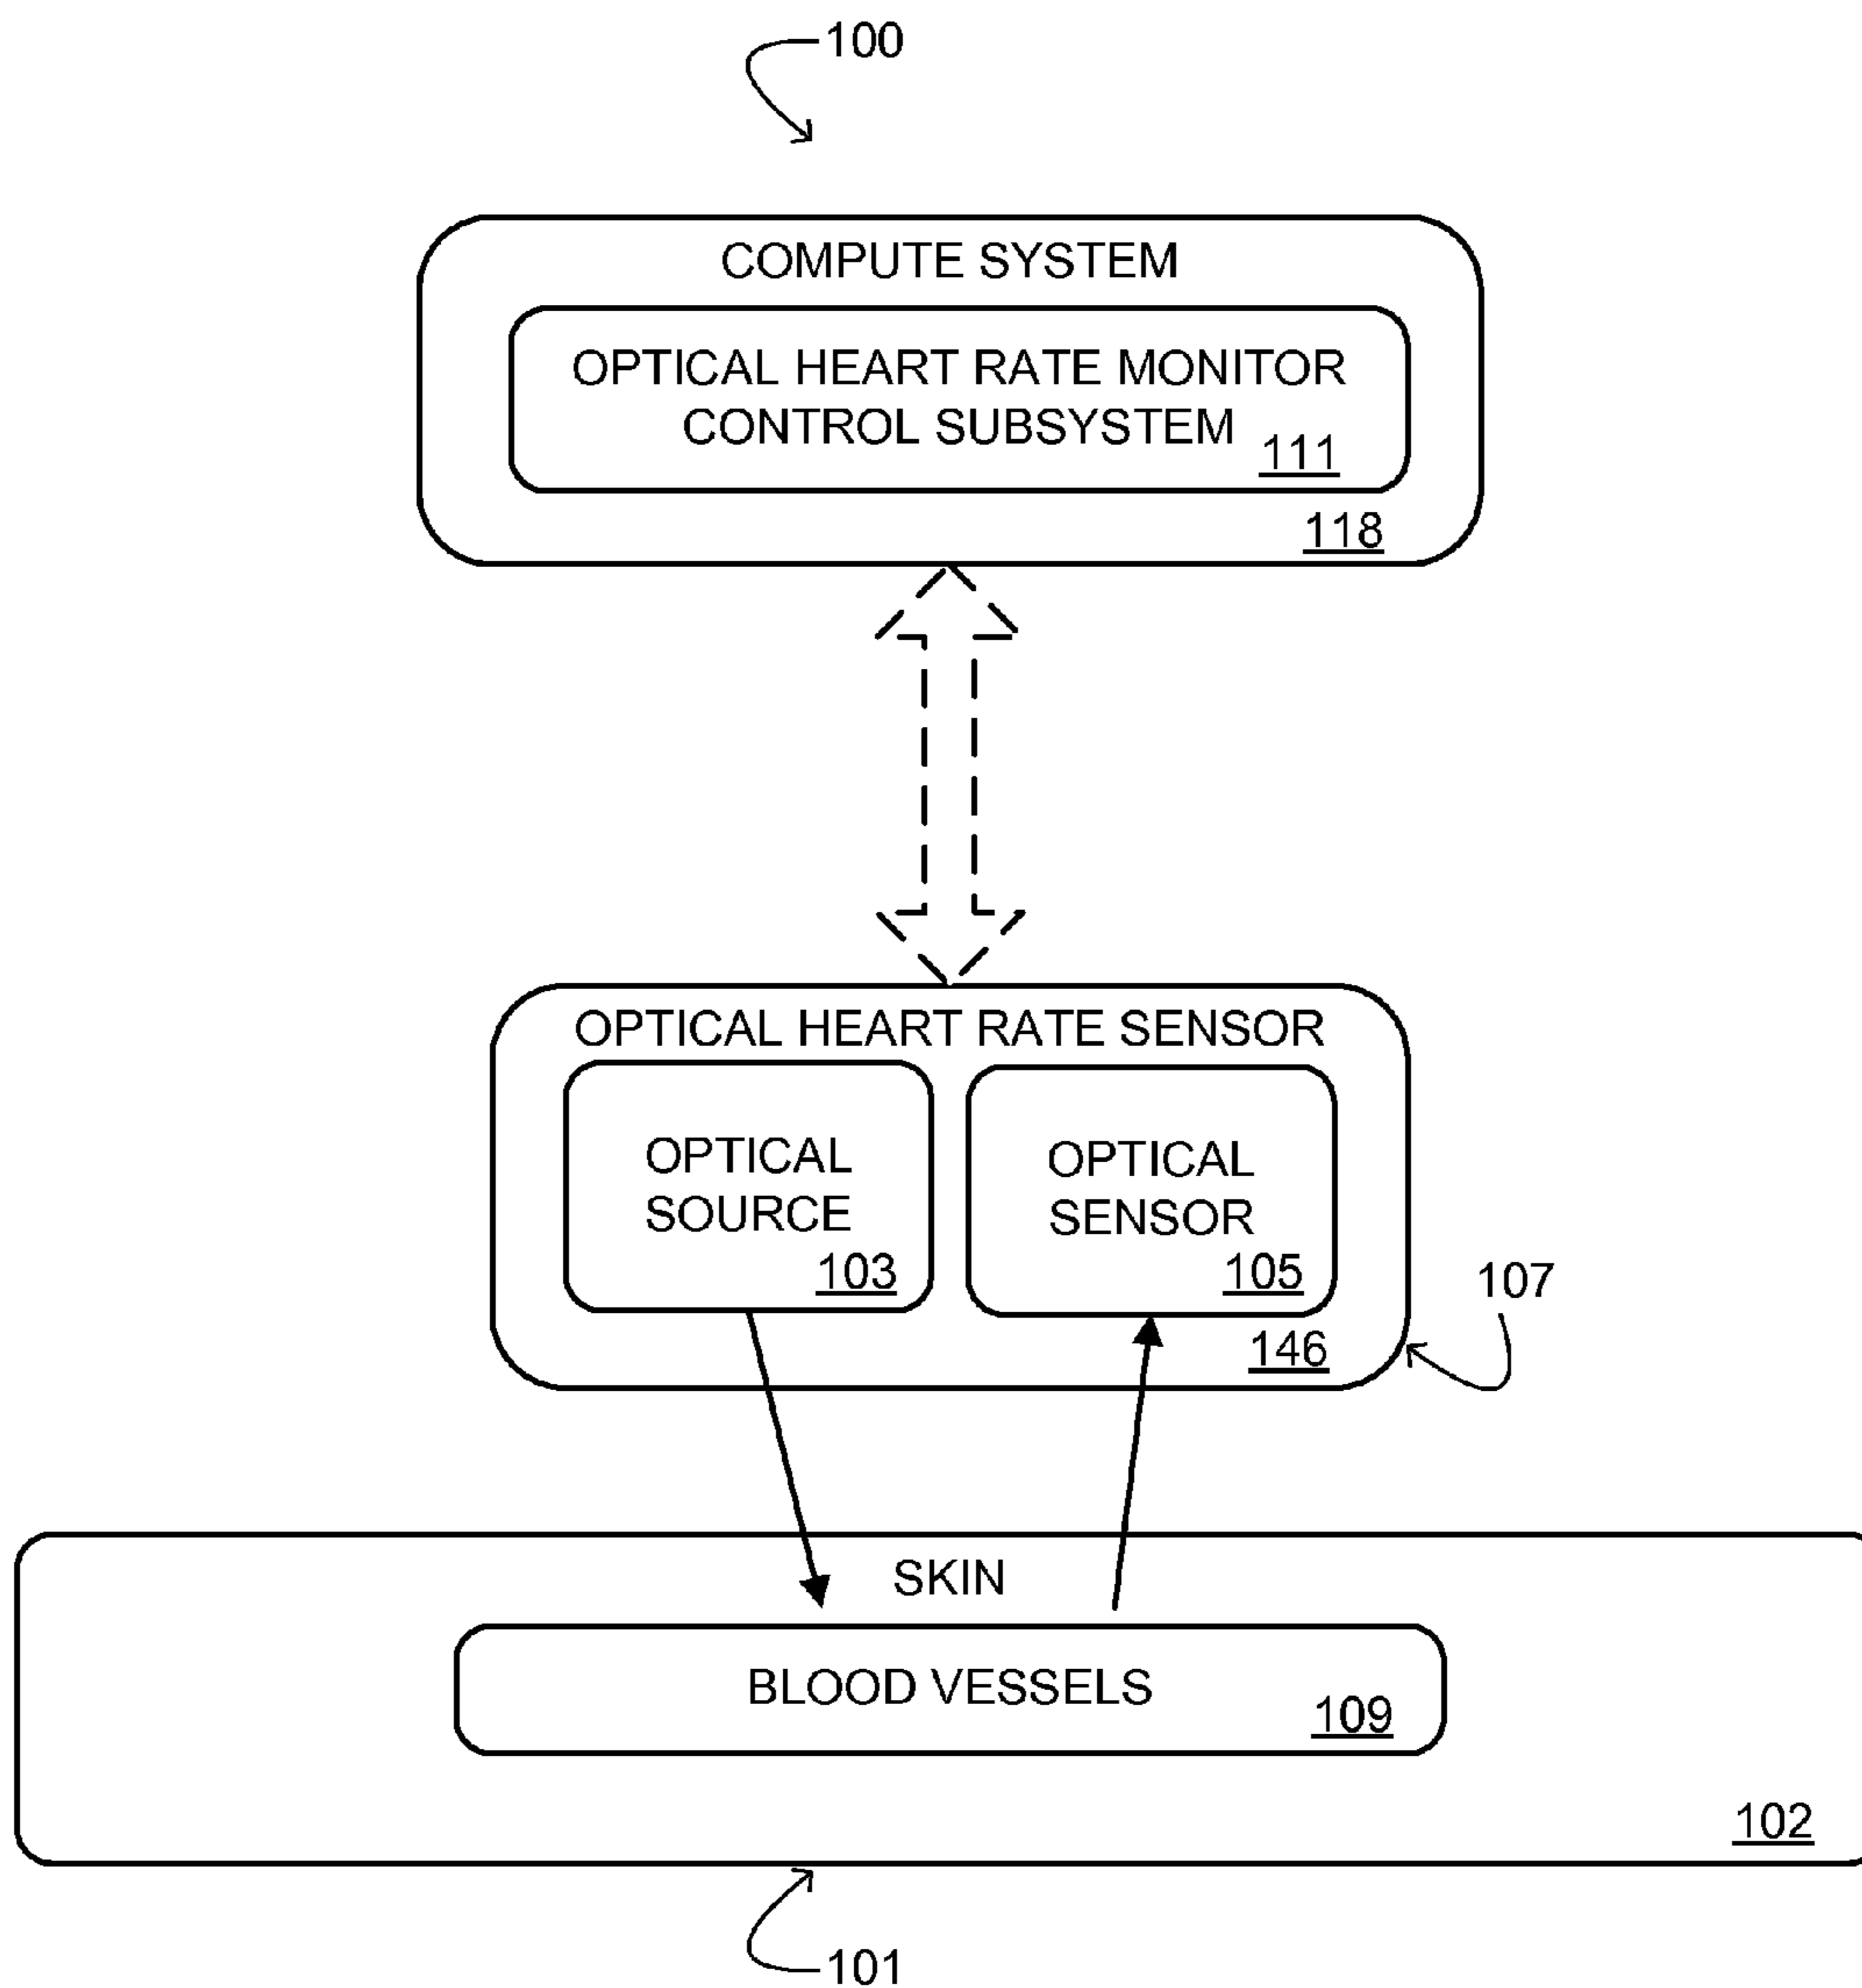 100
COMPUTE SYSTEM
OPTICAL HEART RATE MONITOR
CONTROL SUBSYSTEM
111
118
OPTICAL HEART RATE SENSOR
OPTICAL
SOURCE
103
OPTICAL
SENSOR
105
107
146
SKIN
BLOOD VESSELS
109
102
101